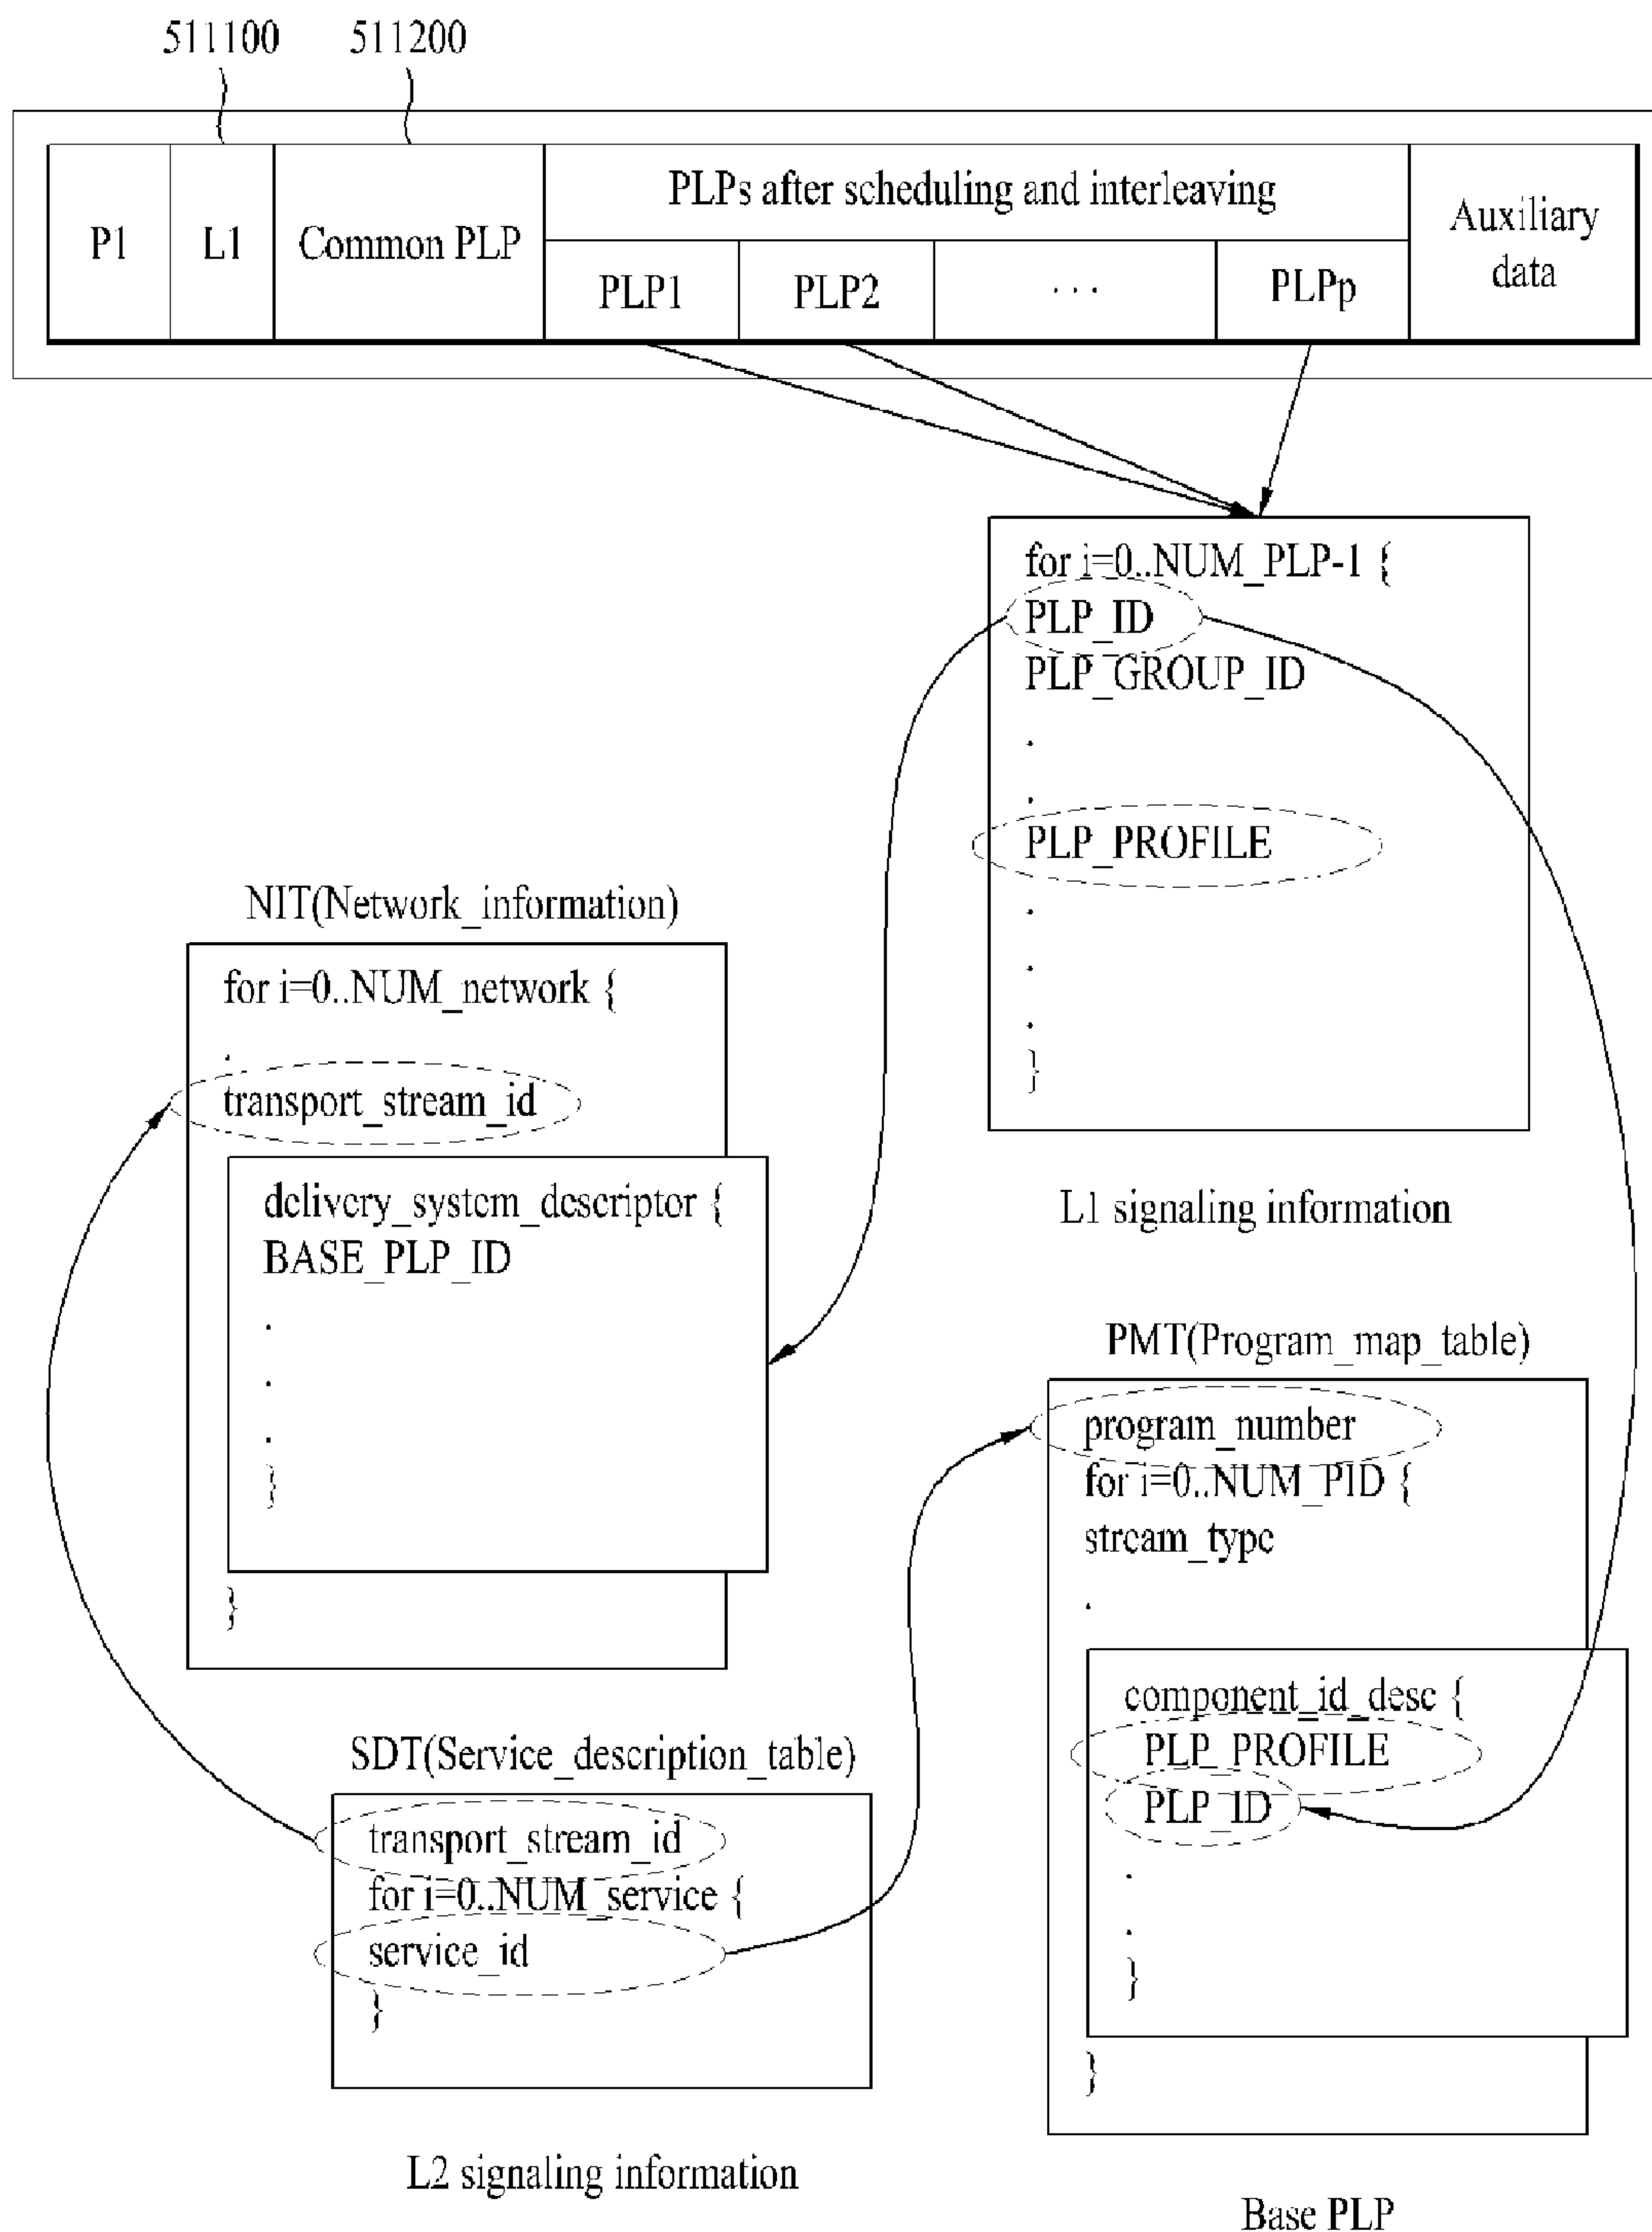 511100 511200
P1 L1 Common PLP PLPs after scheduling and interleaving Auxiliary data
PLP1 PLP2 ... PLPp
for i=0..NUM_PLP-1 {
PLP_ID
PLP_GROUP_ID
.
.
PLP_PROFILE
.
.
.
}
L1 signaling information
NIT(Network_information)
for i=0..NUM_network {
.
transport_stream_id
delivery_system_descriptor {
BASE_PLP_ID
.
.
.
}
}
SDT(Service_description_table)
transport_stream_id
for i=0..NUM_service {
service_id
}
L2 signaling information
PMT(Program_map_table)
program_number
for i=0..NUM_PID {
stream_type
.
component_id_desc {
PLP_PROFILE
PLP_ID
.
.
}
}
Base PLP